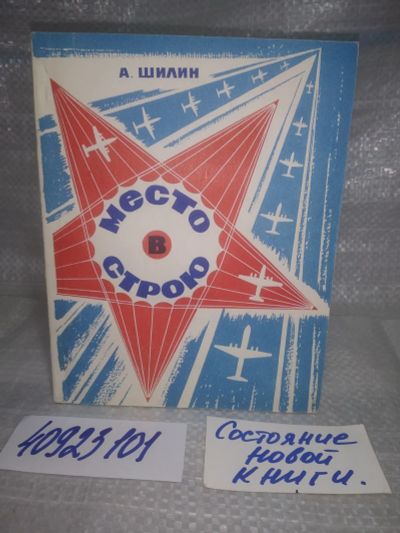 А. ШИЛИН
МЕСТО
В
СТРОЮ
40923101
Состояние
новой
книги.